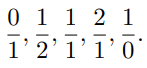 0/1, 1/2, 1/1, 2/1, 1/0.